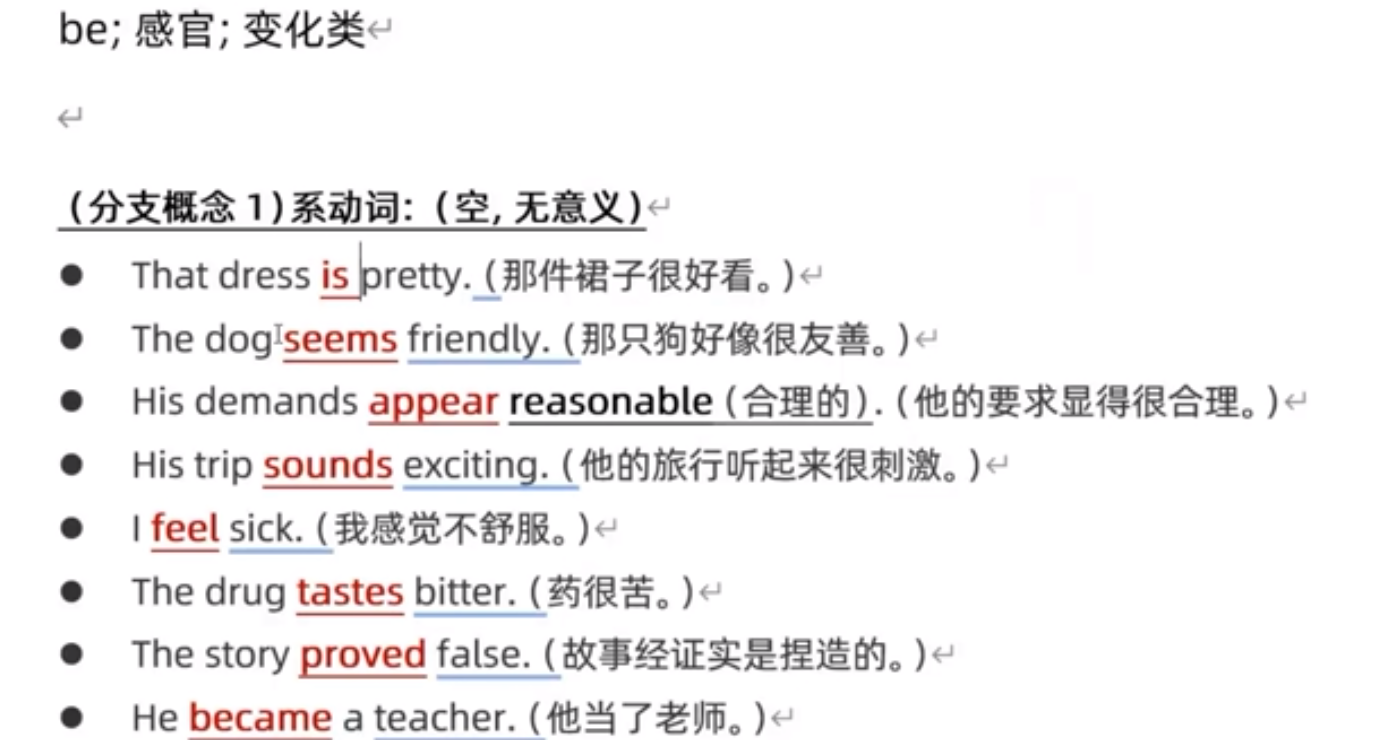 be; 感官; 变化类
(分支概念 1)系动词：(空, 无意义)
● That dress is pretty. (那件裙子很好看。)
● The dog seems friendly. (那只狗好像很友善。)
● His demands appear reasonable (合理的). (他的要求显得很合理。)
● His trip sounds exciting. (他的旅行听起来很刺激。)
● I feel sick. (我感觉不舒服。)
● The drug tastes bitter. (药很苦。)
● The story proved false. (故事经证实是捏造的。)
● He became a teacher. (他当了老师。)